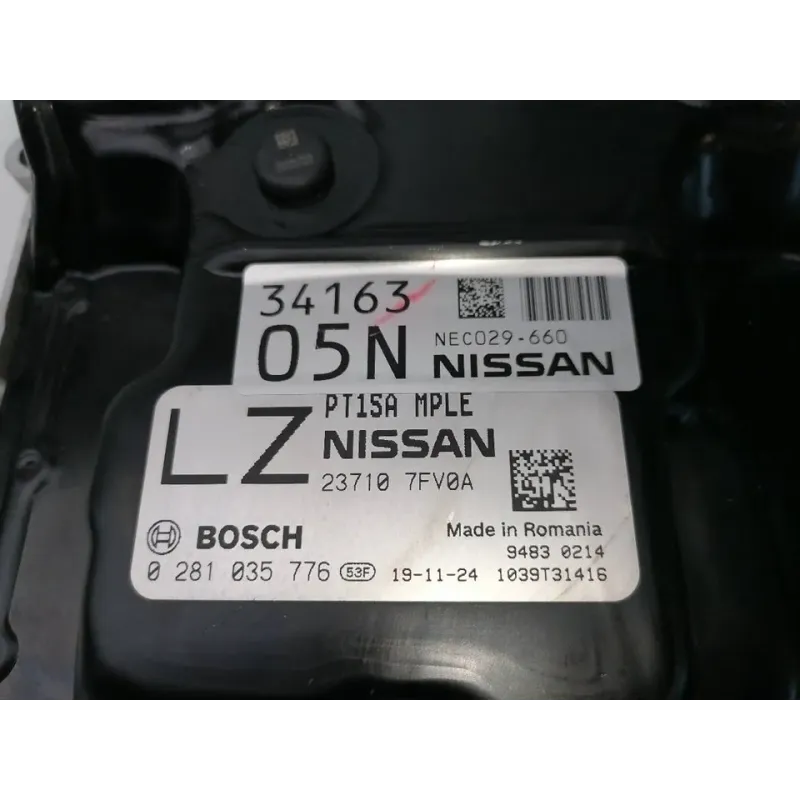 34163
05N
NEC029-660
NISSAN
LZ
PT15A MPLE
NISSAN
23710 7FV0A
BOSCH
Made in Romania
9483 0214
0 281 035 776 53F 19-11-24 1039T31416